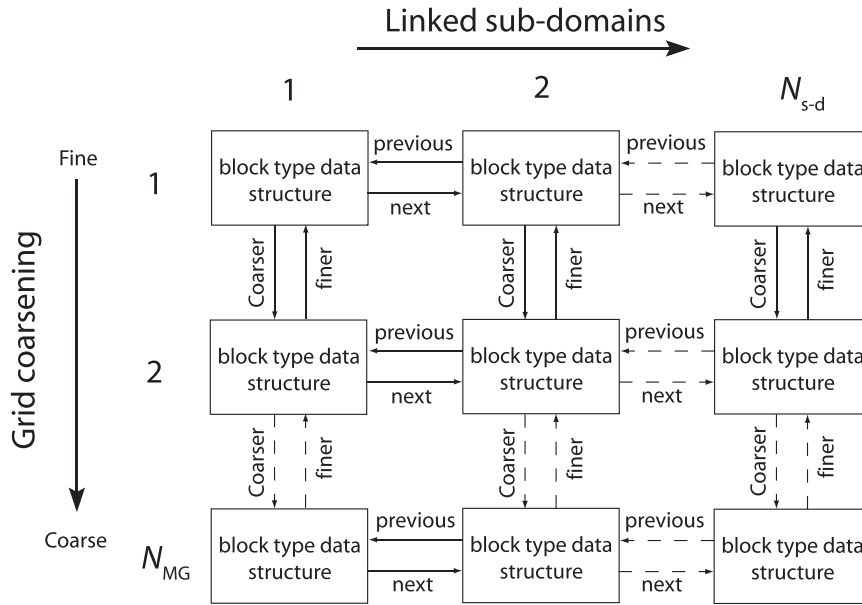 Linked sub-domains
1 2 N s-d
Fine
1
block type data structure
previous
next
block type data structure
previous
next
block type data structure
Coarser finer Coarser finer Coarser finer
Grid coarsening
2
block type data structure
previous
next
block type data structure
previous
next
block type data structure
Coarser finer Coarser finer Coarser finer
Coarse
N MG
block type data structure
previous
next
block type data structure
previous
next
block type data structure